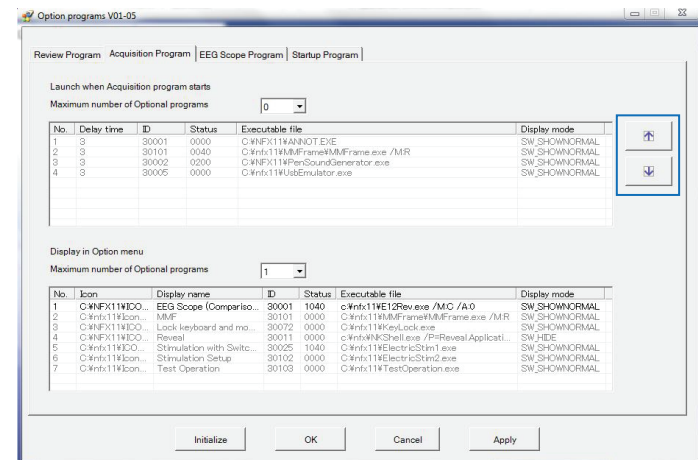 Option programs V01-05
Review Program Acquisition Program EEG Scope Program Startup Program
Launch when Acquisition program starts
Maximum number of Optional programs 0
No. Delay time ID Status Executable file Display mode
1 3 30001 0000 C:¥NFX11¥ANNOT.EXE SW_SHOWNORMAL
2 3 30101 0040 C:¥nfx11¥MMFrame¥MMFrame.exe /M:R SW_SHOWNORMAL
3 3 30002 0200 C:¥nfx11¥PenSoundGenerator.exe SW_SHOWNORMAL
4 3 30005 0000 C:¥nfx11¥UsbEmulator.exe SW_SHOWNORMAL
Display in Option menu
Maximum number of Optional programs 1
No. Icon Display name ID Status Executable file Display mode
1 C:¥NFX11¥ICO... EEG Scope (Compariso... 30001 1040 c:¥nfx11¥E12Rev.exe /M:C /A:0 SW_SHOWNORMAL
2 C:¥nfx11¥Icon... MMF 30101 0000 C:¥nfx11¥MMFrame¥MMFrame.exe /M:R SW_SHOWNORMAL
3 C:¥NFX11¥ICO... Lock keyboard and mo... 30072 0000 C:¥nfx11¥KeyLock.exe SW_SHOWNORMAL
4 C:¥NFX11¥ICO... Reveal 30011 0000 c:¥nfx¥NKShell.exe /P=Reveal Applicati... SW_HIDE
5 C:¥nfx11¥ICO... Stimulation with Switc... 30025 1040 C:¥nfx11¥ElectricStim1.exe SW_SHOWNORMAL
6 C:¥nfx11¥Icon... Stimulation Setup 30102 0000 C:¥nfx11¥ElectricStim2.exe SW_SHOWNORMAL
7 C:¥nfx11¥Icon... Test Operation 30103 0000 C:¥nfx11¥TestOperation.exe SW_SHOWNORMAL
Initialize OK Cancel Apply